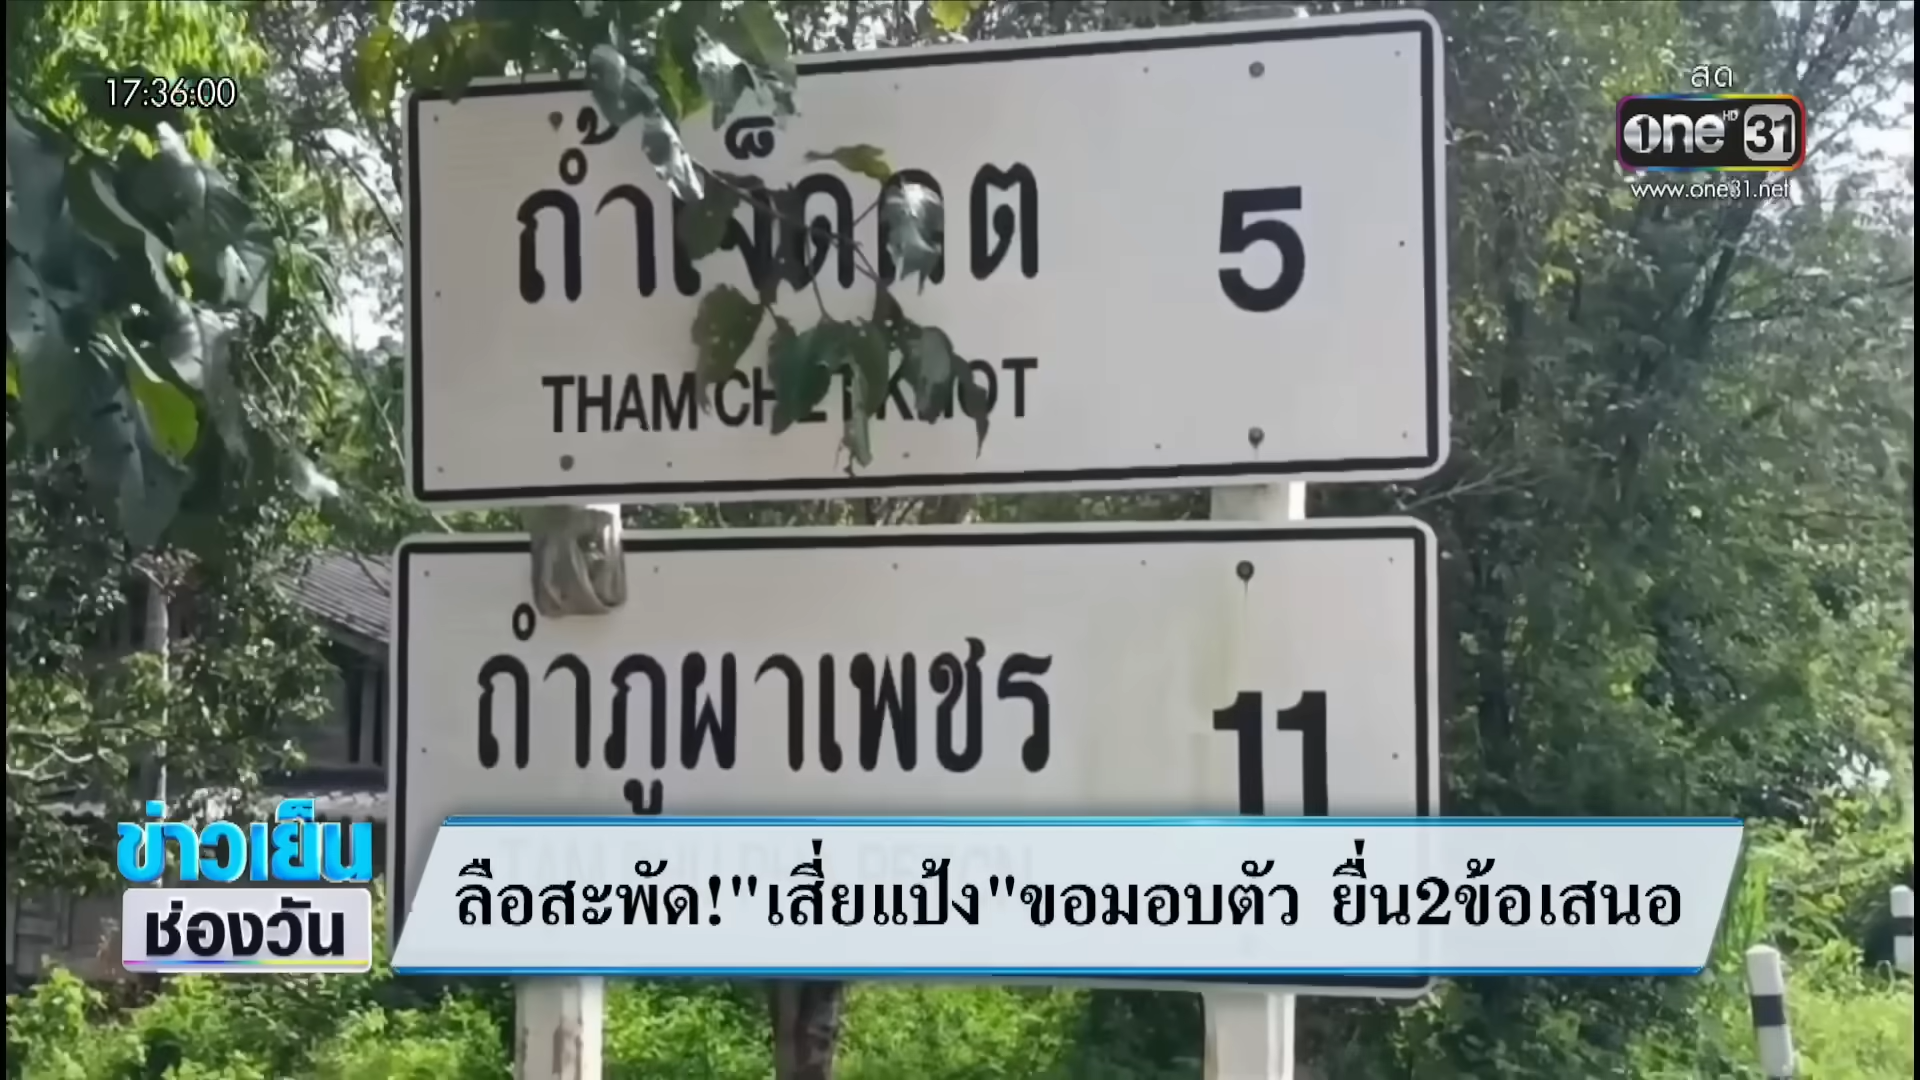 17:36:00
สด
one HD 31
www.one31.net
ถ้ำเจ็ดคต 5
THAM CHET KHOT
ถ้ำภูผาเพชร 11
ข่าวเย็น
ช่องวัน
ลือสะพัด!"เสี่ยแป้ง"ขอมอบตัว ยื่น2ข้อเสนอ